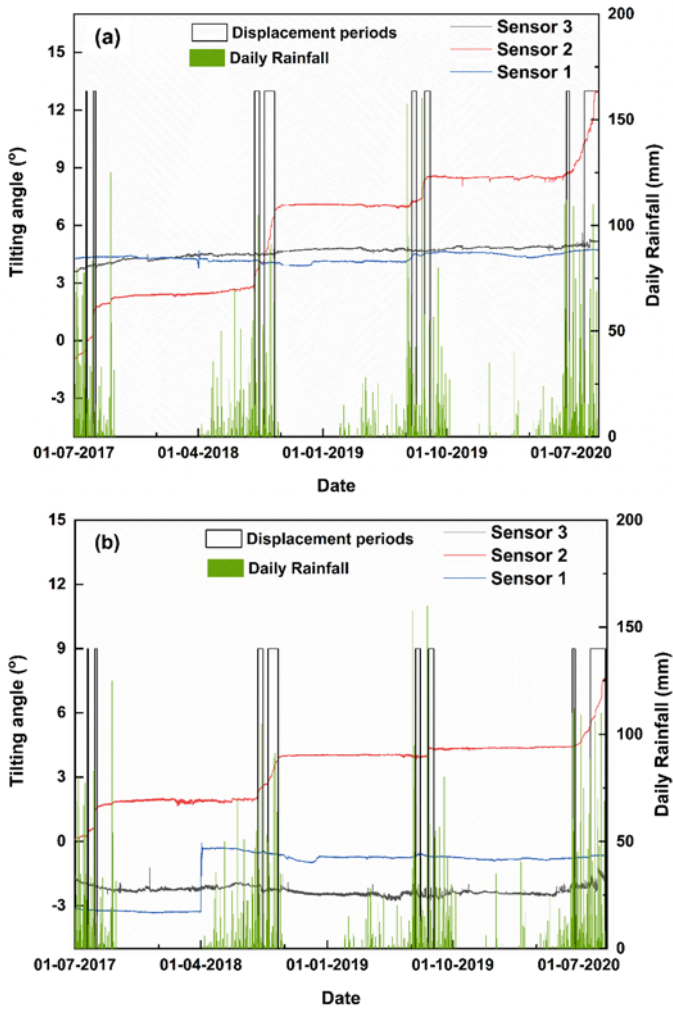 (a)
Displacement periods
Daily Rainfall
Sensor 3
Sensor 2
Sensor 1
Tilting angle (°)
15
12
9
6
3
0
-3
Daily Rainfall (mm)
200
150
100
50
0
01-07-2017 01-04-2018 01-01-2019 01-10-2019 01-07-2020
Date
(b)
Displacement periods
Daily Rainfall
Sensor 3
Sensor 2
Sensor 1
Tilting angle (°)
15
12
9
6
3
0
-3
Daily Rainfall (mm)
200
150
100
50
0
01-07-2017 01-04-2018 01-01-2019 01-10-2019 01-07-2020
Date